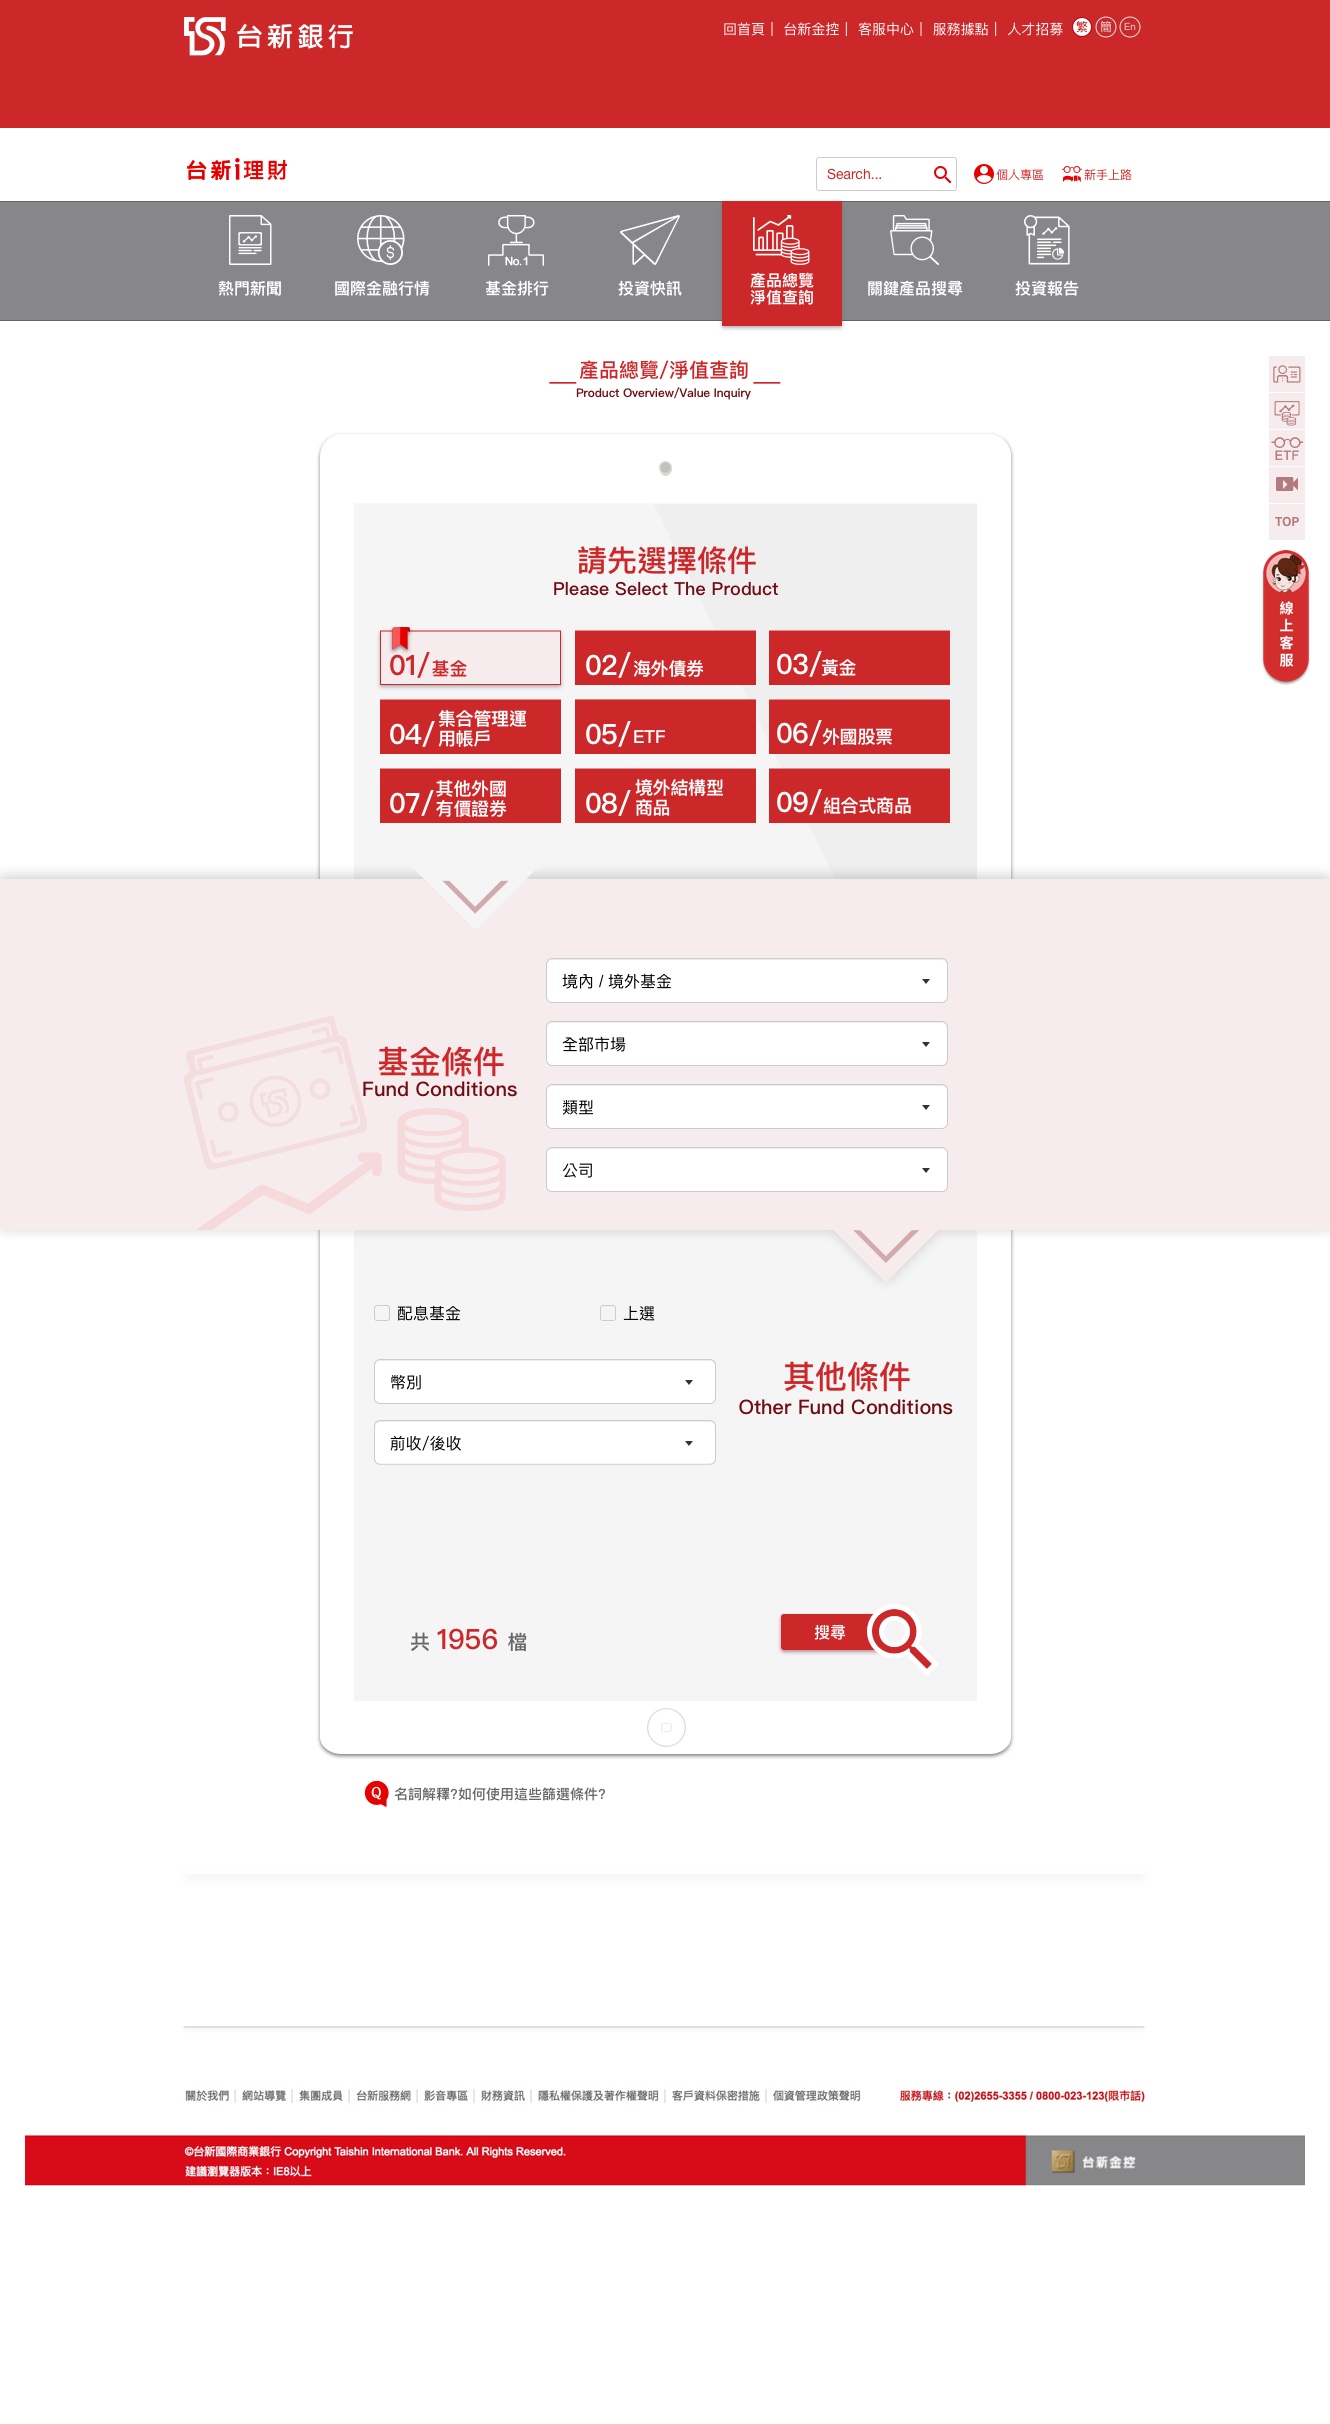 台新銀行
回首頁 | 台新金控 | 客服中心 | 服務據點 | 人才招募 繁 簡 En
台新i理財
Search...
個人專區
新手上路
熱門新聞
國際金融行情
No.1
基金排行
投資快訊
產品總覽
淨值查詢
關鍵產品搜尋
投資報告
產品總覽/淨值查詢
Product Overview/Value Inquiry
ETF
TOP
線上客服
請先選擇條件
Please Select The Product
01/基金
02/海外債券
03/黃金
04/集合管理運
用帳戶
05/ETF
06/外國股票
07/其他外國
有價證券
08/境外結構型
商品
09/組合式商品
境內 / 境外基金
全部市場
基金條件
Fund Conditions
類型
公司
配息基金
上選
幣別
其他條件
Other Fund Conditions
前收/後收
共 1956 檔
搜尋
Q 名詞解釋?如何使用這些篩選條件?
關於我們 | 網站導覽 | 集團成員 | 台新服務網 | 影音專區 | 財務資訊 | 隱私權保護及著作權聲明 | 客戶資料保密措施 | 個資管理政策聲明
服務專線：(02)2655-3355 / 0800-023-123(限市話)
©台新國際商業銀行 Copyright Taishin International Bank. All Rights Reserved.
建議瀏覽器版本：IE8以上
台新金控